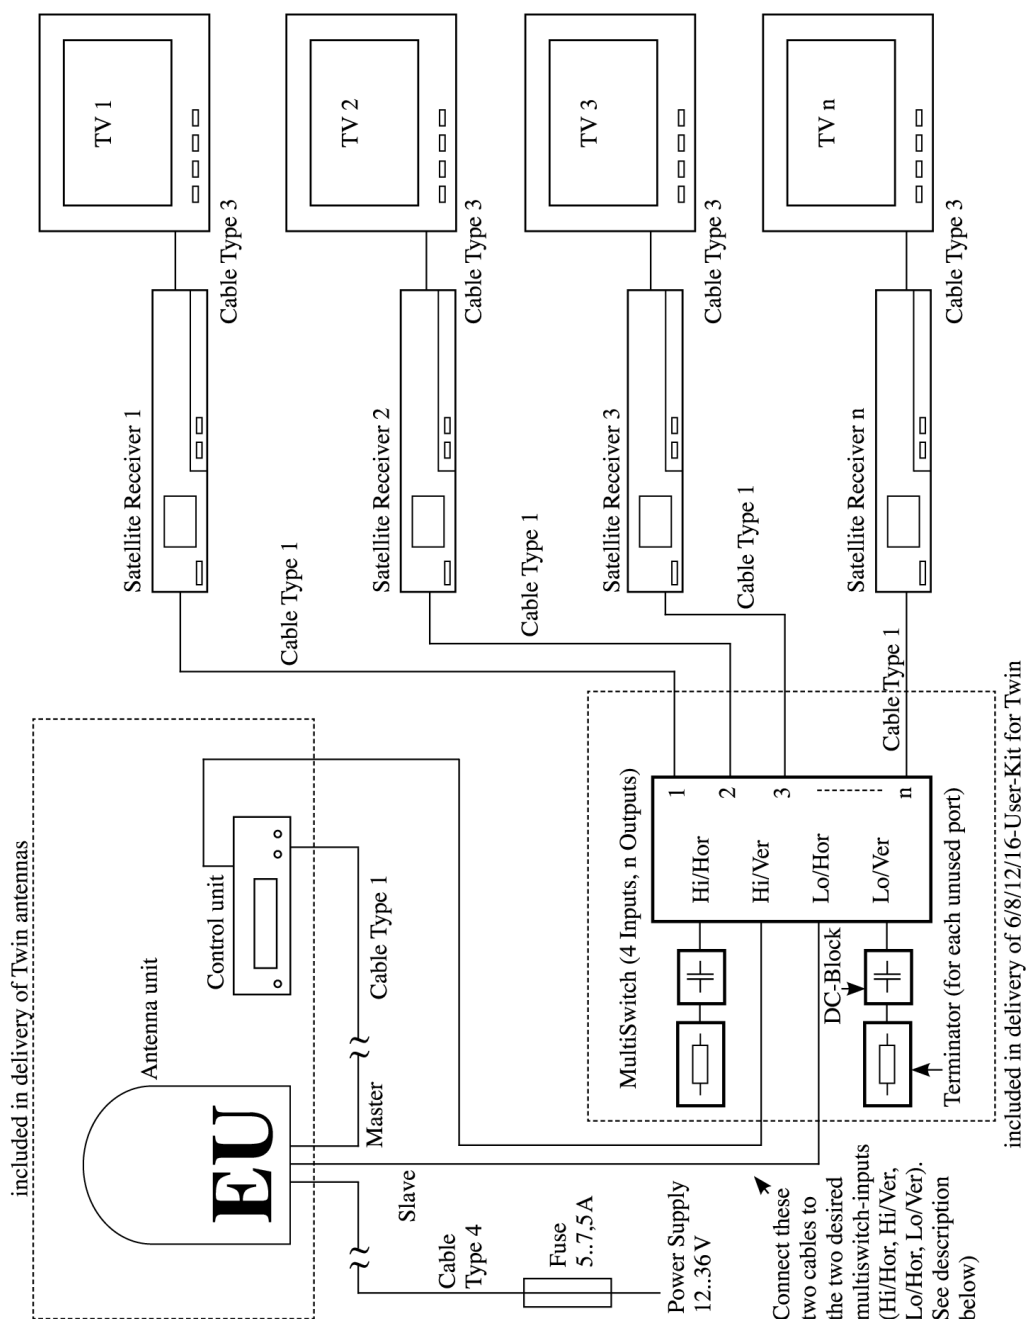 included in delivery of Twin antennas
Antenna unit
EU
Control unit
Master
Cable Type 1
Slave
Cable
Type 4
Fuse
5..7,5 A
Power Supply
12..36 V
Connect these
two cables to
the two desired
multiswitch-inputs
(Hi/Hor, Hi/Ver,
Lo/Hor, Lo/Ver).
See description
below)
MultiSwitch (4 Inputs, n Outputs)
Hi/Hor
Hi/Ver
Lo/Hor
Lo/Ver
1
2
3
n
DC-Block
Terminator (for each unused port)
included in delivery of 6/8/12/16-User-Kit for Twin
Cable Type 1
Cable Type 1
Cable Type 1
Cable Type 1
Satellite Receiver 1
Satellite Receiver 2
Satellite Receiver 3
Satellite Receiver n
Cable Type 3
Cable Type 3
Cable Type 3
Cable Type 3
TV 1
TV 2
TV 3
TV n